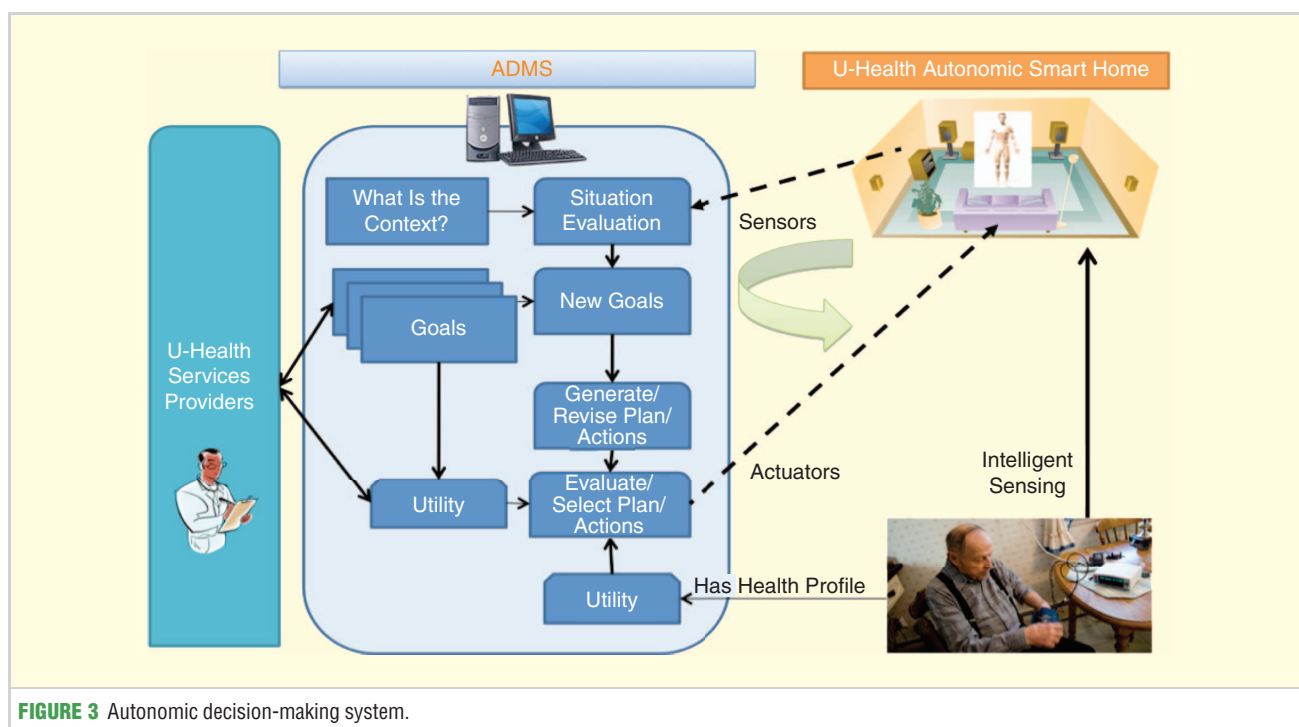 ADMS
U-Health Autonomic Smart Home
What Is the
Context?
Situation
Evaluation
Sensors
New Goals
Goals
U-Health
Services
Providers
Generate/
Revise Plan/
Actions
Actuators
Intelligent
Sensing
Utility
Evaluate/
Select Plan/
Actions
Has Health Profile
Utility
FIGURE 3 Autonomic decision-making system.